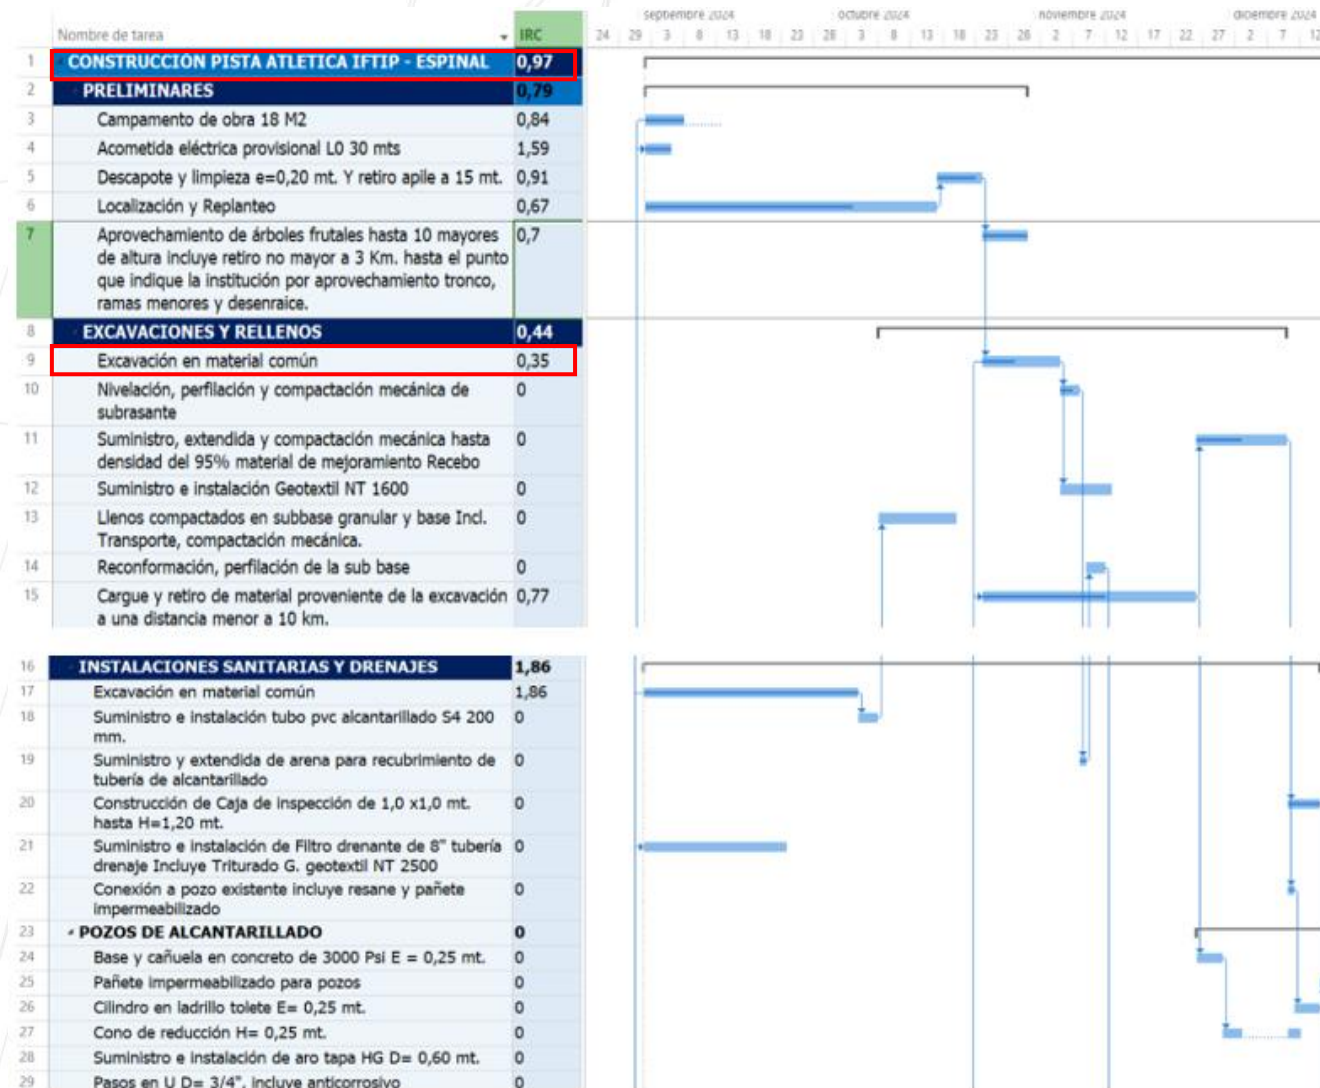 septiembre 2024 octubre 2024 noviembre 2024 diciembre 2024
Nombre de tarea IRC 24 29 3 8 13 18 23 28 3 8 13 18 23 28 2 7 12 17 22 27 2 7 12
1 CONSTRUCCION PISTA ATLETICA IFTIP - ESPINAL 0,97
2 PRELIMINARES 0,79
3 Campamento de obra 18 M2 0,84
4 Acometida eléctrica provisional L0 30 mts 1,59
5 Descapote y limpieza e=0,20 mt. Y retiro apile a 15 mt. 0,91
6 Localización y Replanteo 0,67
7 Aprovechamiento de árboles frutales hasta 10 mayores 0,7
de altura incluye retiro no mayor a 3 Km. hasta el punto
que indique la institución por aprovechamiento tronco,
ramas menores y desenraice.
8 EXCAVACIONES Y RELLENOS 0,44
9 Excavación en material común 0,35
10 Nivelación, perfilación y compactación mecánica de 0
subrasante
11 Suministro, extendida y compactación mecánica hasta 0
densidad del 95% material de mejoramiento Recebo
12 Suministro e instalación Geotextil NT 1600 0
13 Llenos compactados en subbase granular y base Incl. 0
Transporte, compactación mecánica.
14 Reconformación, perfilación de la sub base 0
15 Cargue y retiro de material proveniente de la excavación 0,77
a una distancia menor a 10 km.
16 INSTALACIONES SANITARIAS Y DRENAJES 1,86
17 Excavación en material común 1,86
18 Suministro e instalación tubo pvc alcantarillado S4 200 0
mm.
19 Suministro y extendida de arena para recubrimiento de 0
tubería de alcantarillado
20 Construcción de Caja de inspección de 1,0 x1,0 mt. 0
hasta H=1,20 mt.
21 Suministro e instalación de Filtro drenante de 8" tubería 0
drenaje Incluye Triturado G. geotextil NT 2500
22 Conexión a pozo existente incluye resane y pañete 0
impermeabilizado
23 POZOS DE ALCANTARILLADO 0
24 Base y cañuela en concreto de 3000 Psi E = 0,25 mt. 0
25 Pañete impermeabilizado para pozos 0
26 Cilindro en ladrillo tolete E= 0,25 mt. 0
27 Cono de reducción H= 0,25 mt. 0
28 Suministro e instalación de aro tapa HG D= 0,60 mt. 0
29 Pasos en U D= 3/4", incluye anticorrosivo 0